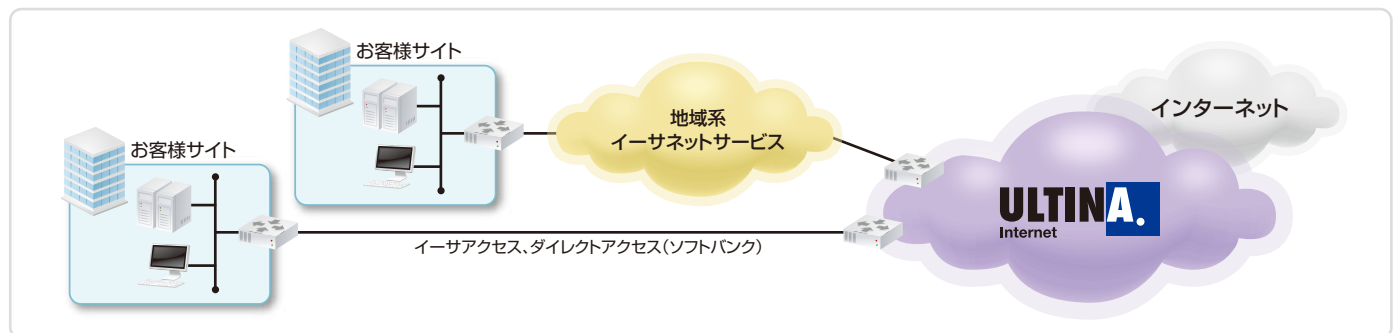 お客様サイト
お客様サイト
地域系
イーサネットサービス
インターネット
ULTINA.
Internet
イーサアクセス、ダイレクトアクセス(ソフトバンク)